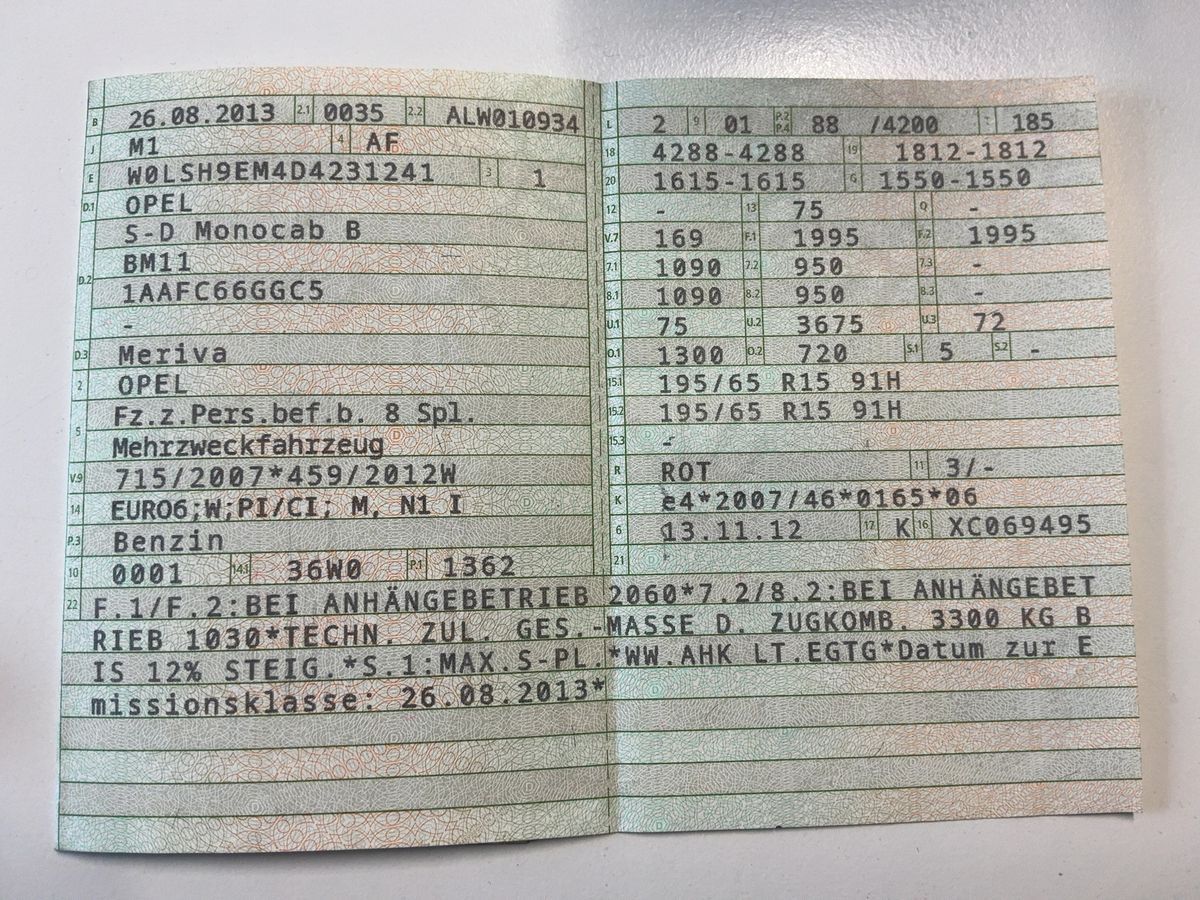 B 26.08.2013 2.1 0035 2.2 ALW010934
J M1 4 AF
E W0LSH9EM4D4231241 3 1
D.1 OPEL
S-D Monocab B
D.2 BM11
1AAFC66GGC5
-
D.3 Meriva
2 OPEL
5 Fz.z.Pers.bef.b. 8 Spl.
Mehrzweckfahrzeug
V.9 715/2007*459/2012W
14 EURO6;W;PI/CI; M, N1 I
P.3 Benzin
10 0001 14.1 36W0 P.1 1362
L 2 9 01 P.2 P.4 88 /4200 T 185
18 4288-4288 19 1812-1812
20 1615-1615 G 1550-1550
12 - 13 75 Q -
V.7 169 F.1 1995 F.2 1995
7.1 1090 7.2 950 7.3 -
8.1 1090 8.2 950 8.3 -
U.1 75 U.2 3675 U.3 72
O.1 1300 O.2 720 S.1 5 S.2 -
15.1 195/65 R15 91H
15.2 195/65 R15 91H
15.3 -
R ROT 11 3/-
K e4*2007/46*0165*06
6 13.11.12 17 K 16 XC069495
21
22 F.1/F.2:BEI ANHÄNGEBETRIEB 2060*7.2/8.2:BEI ANHÄNGEBET
RIEB 1030*TECHN. ZUL. GES.-MASSE D. ZUGKOMB. 3300 KG B
IS 12% STEIG.*S.1:MAX.S-PL.*WW.AHK LT.EGTG*Datum zur E
missionsklasse: 26.08.2013*